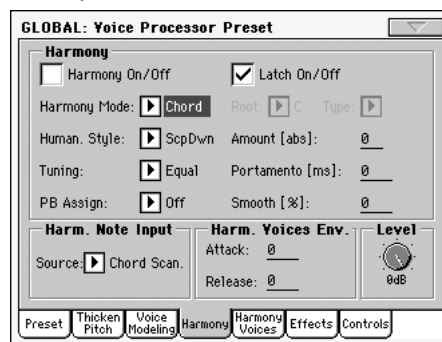 GLOBAL: Voice Processor Preset
Harmony
Harmony On/Off Latch On/Off
Harmony Mode: Chord Root: C Type:
Human. Style: ScpDwn Amount [abs]: 0
Tuning: Equal Portamento [ms]: 0
PB Assign: Off Smooth [%]: 0
Harm. Note Input Harm. Voices Env. Level
Attack: 0
Source: Chord Scan.
Release: 0 0dB
Preset Thicken Pitch Voice Modeling Harmony Harmony Voices Effects Controls